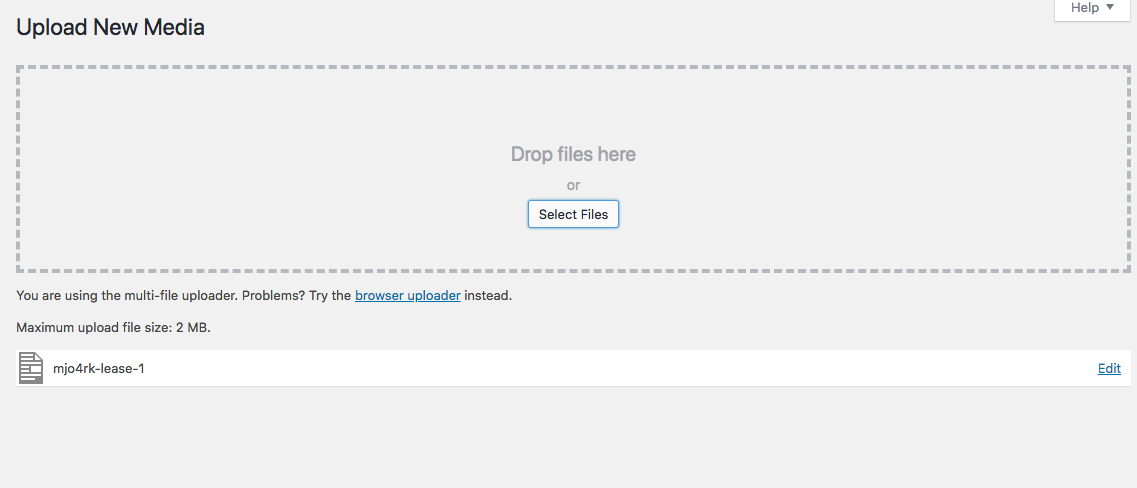 Help
Upload New Media
Drop files here
or
Select Files
You are using the multi-file uploader. Problems? Try the browser uploader instead.
Maximum upload file size: 2 MB.
mjo4rk-lease-1 Edit